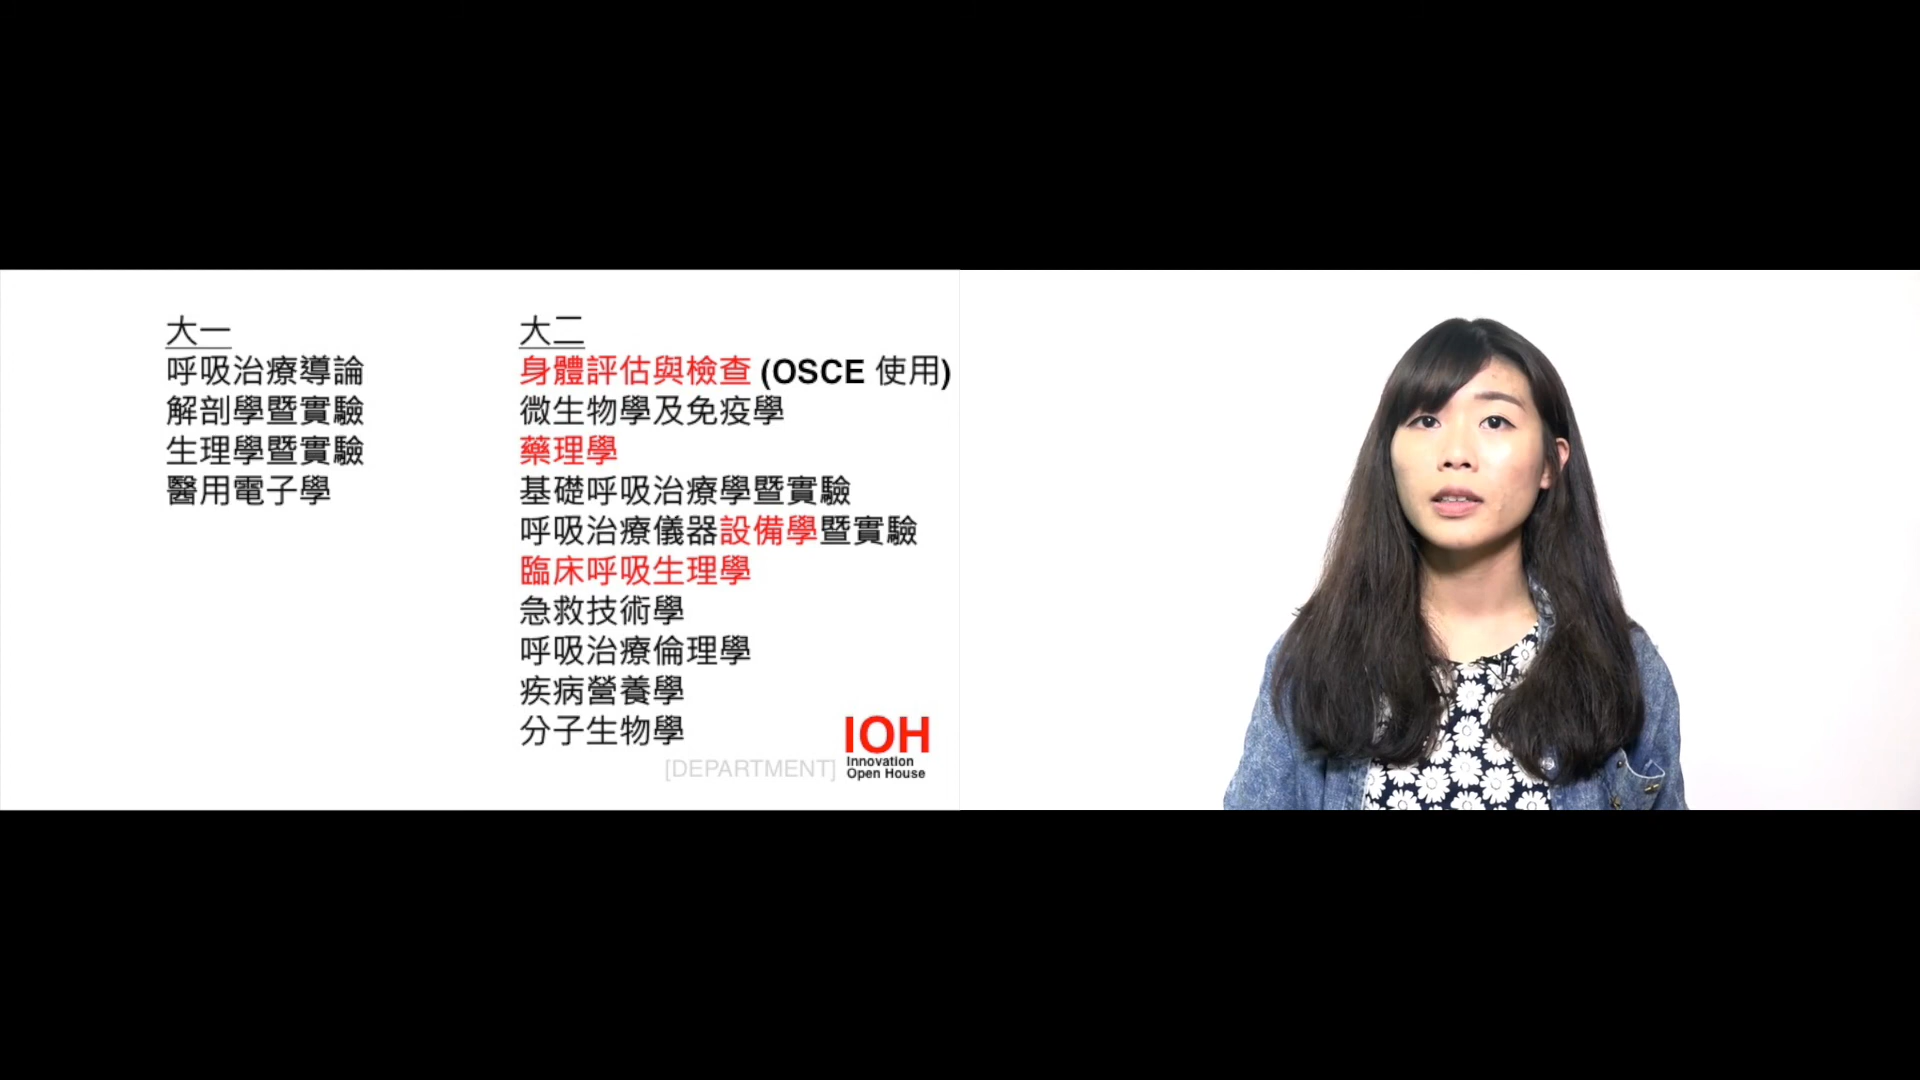 大一
呼吸治療導論
解剖學暨實驗
生理學暨實驗
醫用電子學
大二
身體評估與檢查 (OSCE 使用)
微生物學及免疫學
藥理學
基礎呼吸治療學暨實驗
呼吸治療儀器設備學暨實驗
臨床呼吸生理學
急救技術學
呼吸治療倫理學
疾病營養學
分子生物學
[DEPARTMENT]
IOH
Innovation
Open House